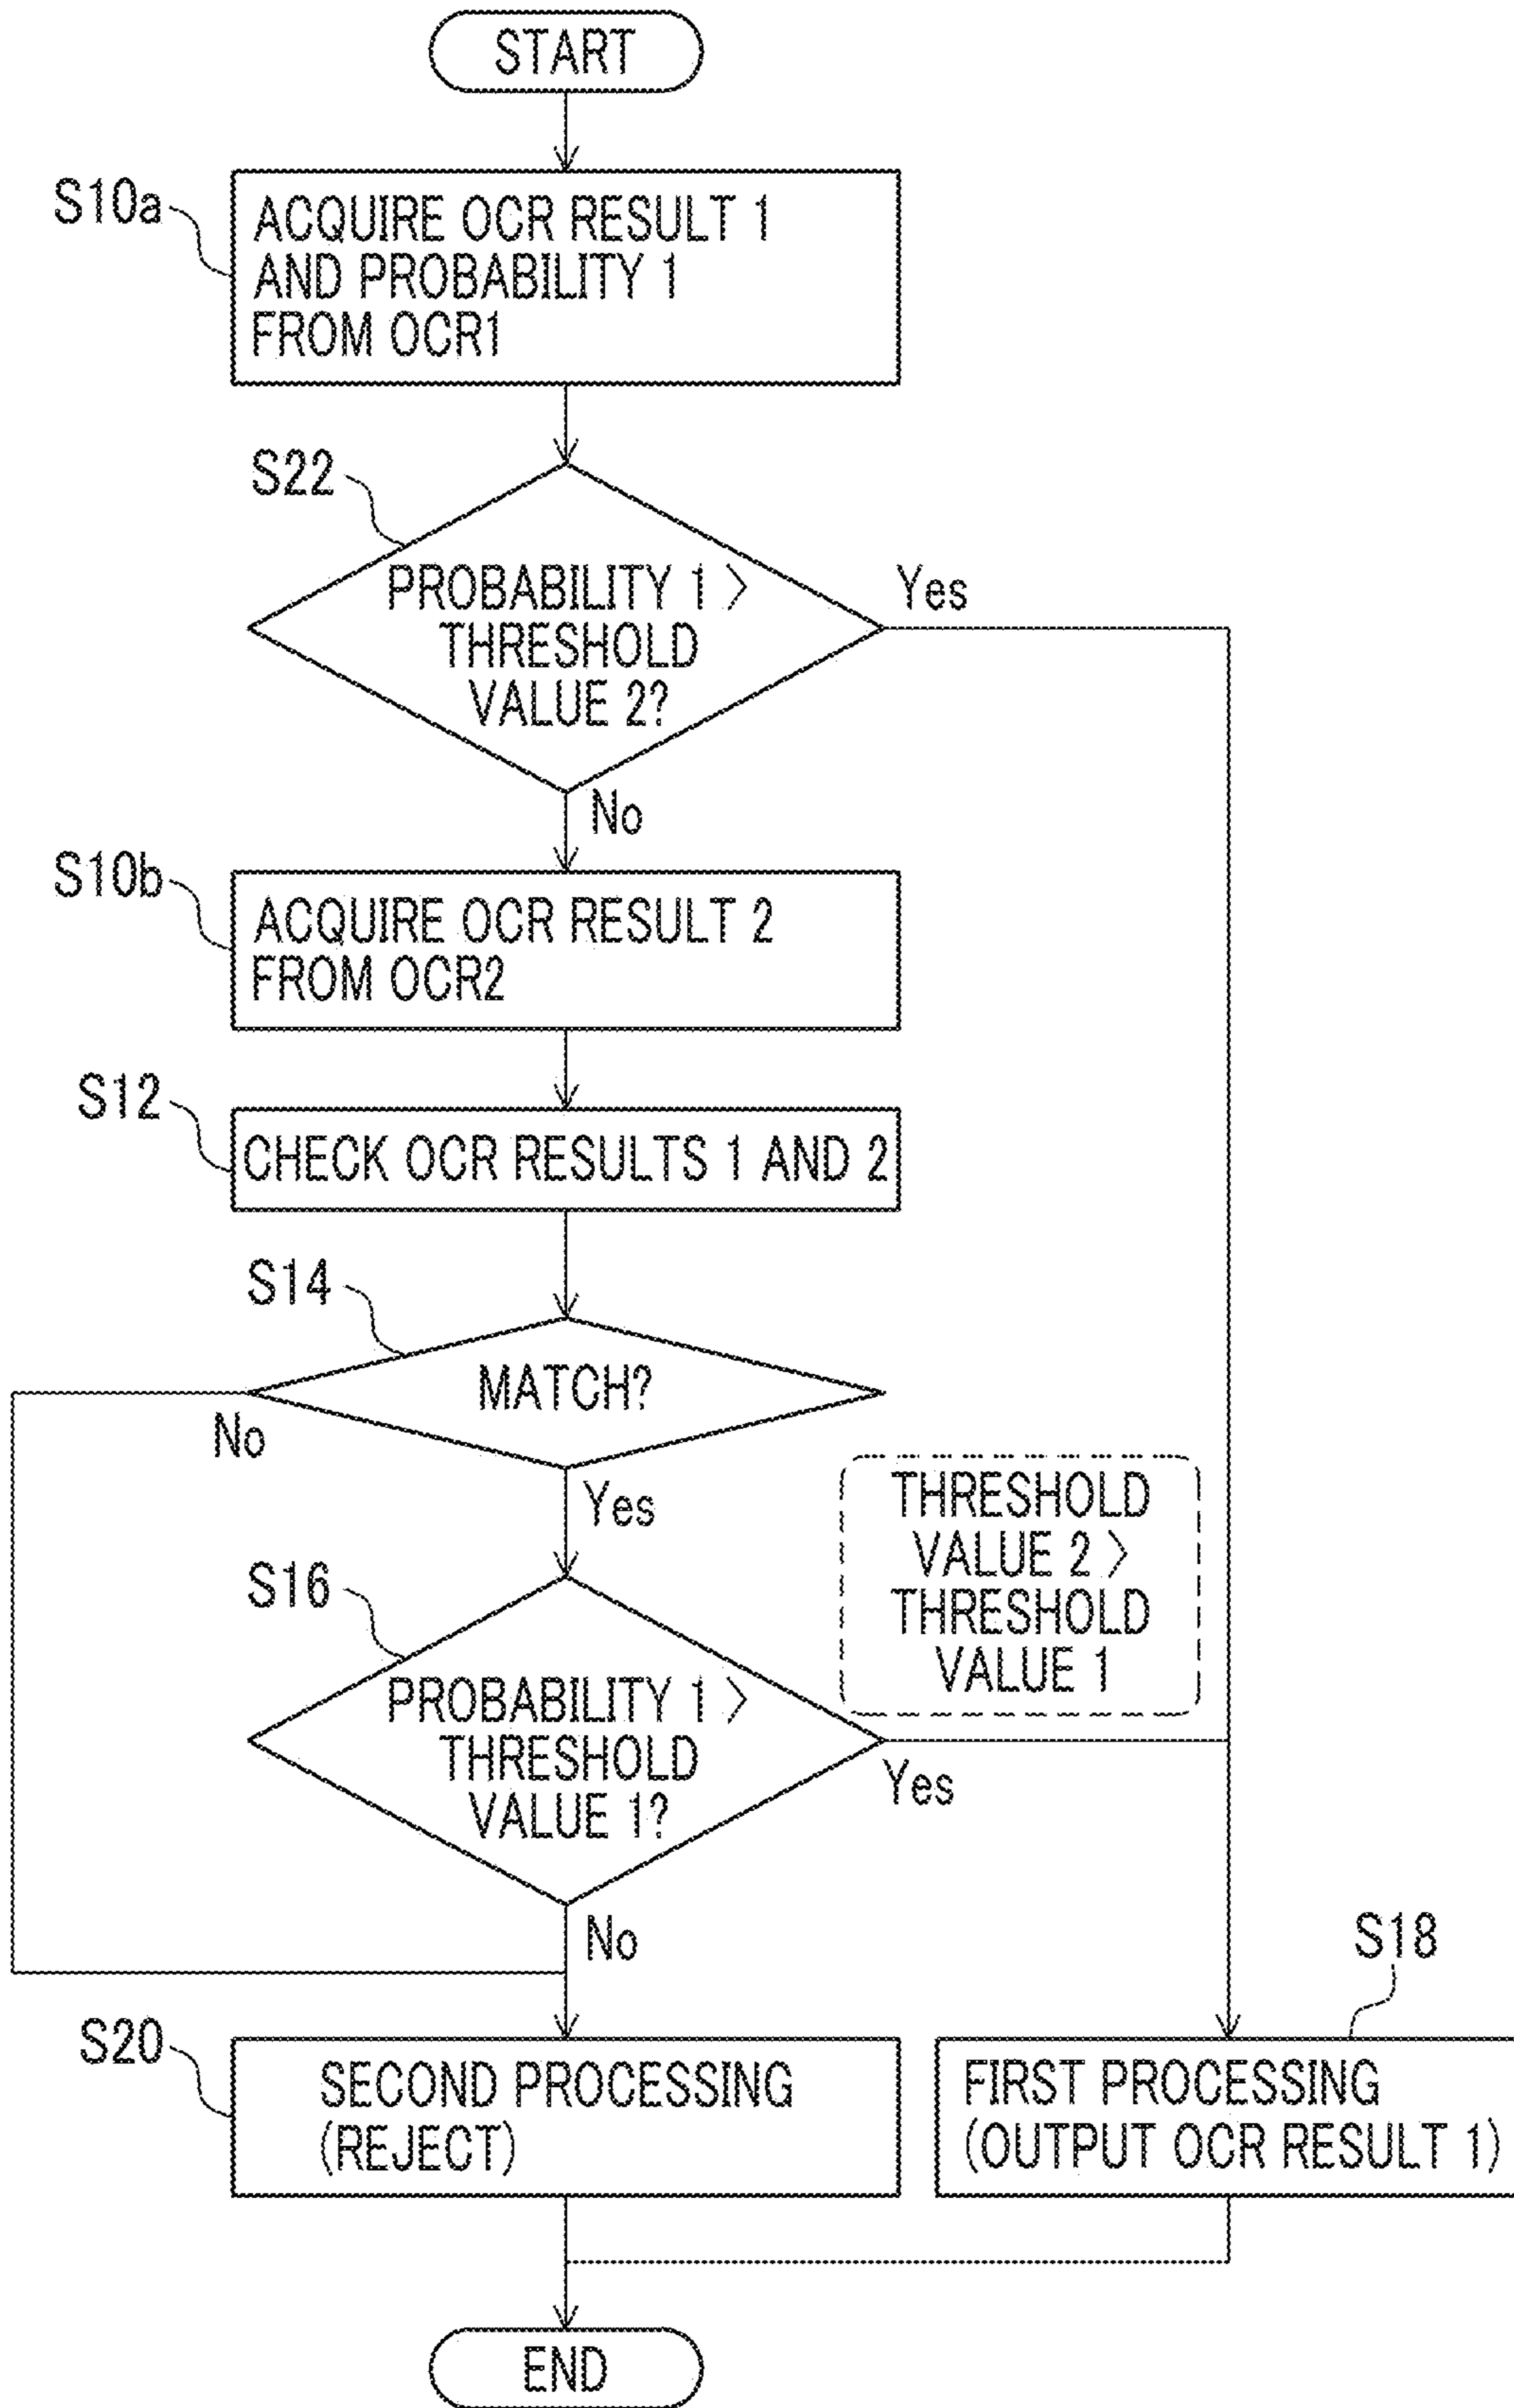 START
S10a
ACQUIRE OCR RESULT 1
AND PROBABILITY 1
FROM OCR1
S22
PROBABILITY 1 >
THRESHOLD
VALUE 2?
Yes
No
S10b
ACQUIRE OCR RESULT 2
FROM OCR2
S12
CHECK OCR RESULTS 1 AND 2
S14
MATCH?
No
Yes
THRESHOLD
VALUE 2 >
THRESHOLD
VALUE 1
S16
PROBABILITY 1 >
THRESHOLD
VALUE 1?
Yes
No
S18
S20
SECOND PROCESSING
(REJECT)
FIRST PROCESSING
(OUTPUT OCR RESULT 1)
END